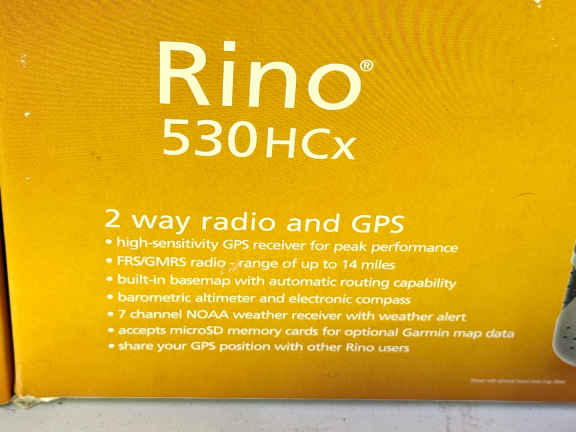 Rino®
530HCx
2 way radio and GPS
• high-sensitivity GPS receiver for peak performance
• FRS/GMRS radio - range of up to 14 miles
• built-in basemap with automatic routing capability
• barometric altimeter and electronic compass
• 7 channel NOAA weather receiver with weather alert
• accepts microSD memory cards for optional Garmin map data
• share your GPS position with other Rino users